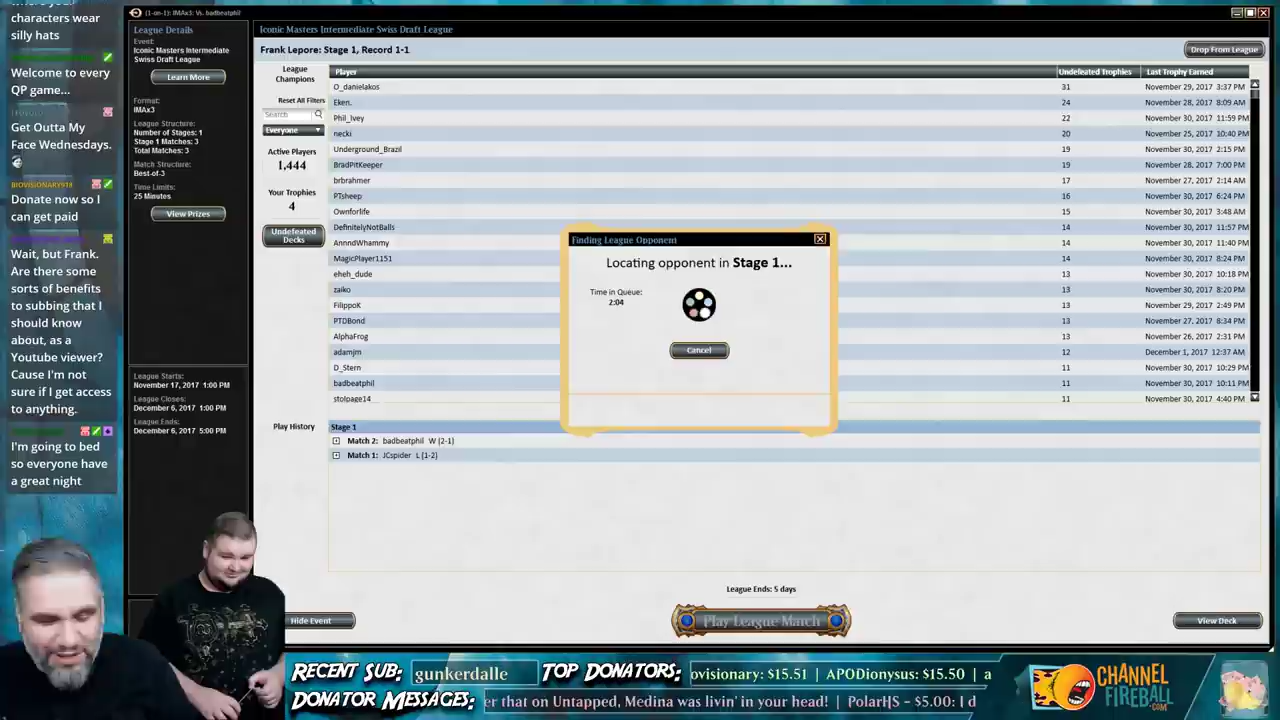 characters wear
silly hats
Welcome to every
QP game...
Get Outta My
Face Wednesdays.
BIOVISIONARY918
Donate now so I
can get paid
Wait, but Frank.
Are there some
sorts of benefits
to subbing that I
should know
about, as a
Youtube viewer?
Cause I'm not
sure if I get access
to anything.
I'm going to bed
so everyone have
a great night
(1-on-1): IMAx3: Vs. badbeatphil
League Details
Event:
Iconic Masters Intermediate
Swiss Draft League
Learn More
Format:
IMAx3
League Structure:
Number of Stages: 1
Stage 1 Matches: 3
Total Matches: 3
Match Structure:
Best-of-3
Time Limits:
25 Minutes
View Prizes
League Starts:
November 17, 2017 1:00 PM
League Closes:
December 6, 2017 1:00 PM
League Ends:
December 6, 2017 5:00 PM
Iconic Masters Intermediate Swiss Draft League
Frank Lepore: Stage 1, Record 1-1
Drop From League
League
Champions
Reset All Filters
Search
Everyone
Active Players
1,444
Your Trophies
4
Undefeated
Decks
Player Undefeated Trophies Last Trophy Earned
O_danielakos 31 November 29, 2017 3:37 PM
Eken. 24 November 28, 2017 8:09 AM
Phil_Ivey 22 November 30, 2017 11:59 PM
necki 20 November 25, 2017 10:40 PM
Underground_Brazil 19 November 30, 2017 2:15 PM
BradPitKeeper 19 November 28, 2017 7:00 PM
brbrahmer 17 November 27, 2017 2:14 AM
PTsheep 16 November 30, 2017 6:24 PM
Ownforlife 15 November 30, 2017 3:48 AM
DefinitelyNotBalls 14 November 30, 2017 11:57 PM
AnnndWhammy 14 November 30, 2017 11:40 PM
MagicPlayer1151 14 November 30, 2017 8:24 PM
eheh_dude 13 November 30, 2017 10:18 PM
zaiko 13 November 30, 2017 8:20 PM
FilippoK 13 November 29, 2017 2:49 PM
PTDBond 13 November 27, 2017 8:34 PM
AlphaFrog 13 November 26, 2017 2:31 PM
adamjm 12 December 1, 2017 12:37 AM
D_Stern 11 November 30, 2017 10:29 PM
badbeatphil 11 November 30, 2017 10:11 PM
stolpage14 11 November 30, 2017 4:40 PM
Finding League Opponent
Locating opponent in Stage 1...
Time in Queue:
2:04
Cancel
Play History
Stage 1
Match 2: badbeatphil W (2-1)
Match 1: JCspider L (1-2)
League Ends: 5 days
Hide Event
Play League Match
View Deck
RECENT SUB: gunkerdalle TOP DONATORS: ovisionary: $15.51 | APODionysus: $15.50 | a
DONATOR MESSAGES: er that on Untapped, Medina was livin' in your head! | PolarHS - $5.00: I d
CHANNEL
FIREBALL
.COM